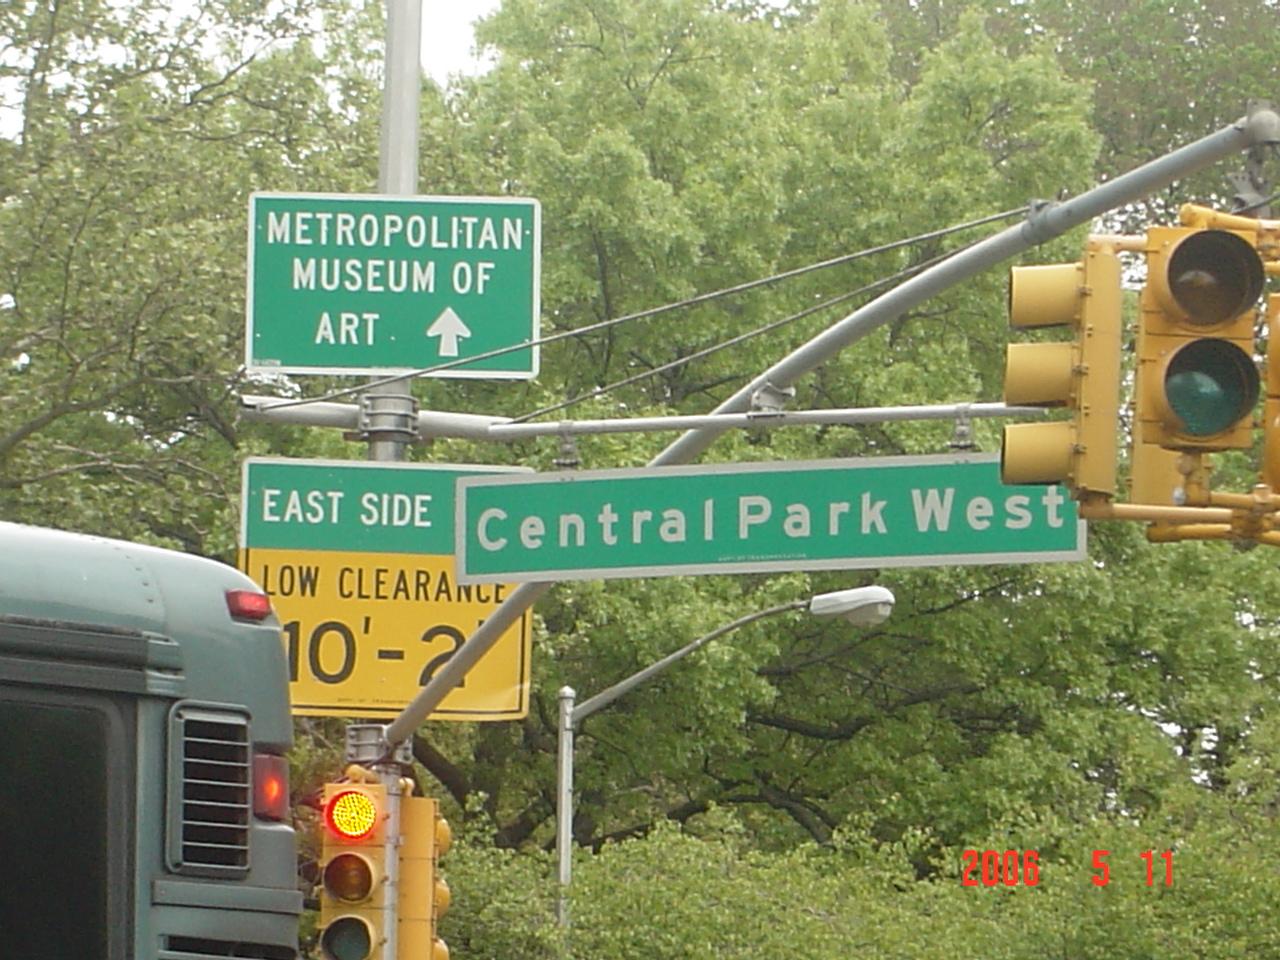 METROPOLITAN
MUSEUM OF
ART
EAST SIDE
Central Park West
LOW CLEARANCE
10'-2"
2006 5 11